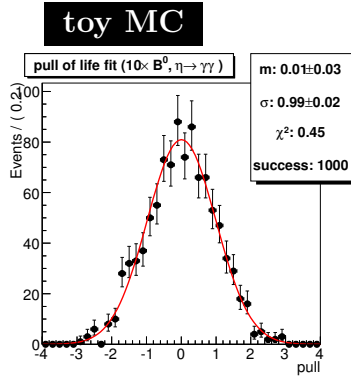 toy MC
pull of life fit (10× B⁰, η→ γγ)
m: 0.01±0.03
σ: 0.99±0.02
χ²: 0.45
success: 1000
Events / ( 0.2 )
100
80
60
40
20
0
-4 -3 -2 -1 0 1 2 3 4
pull